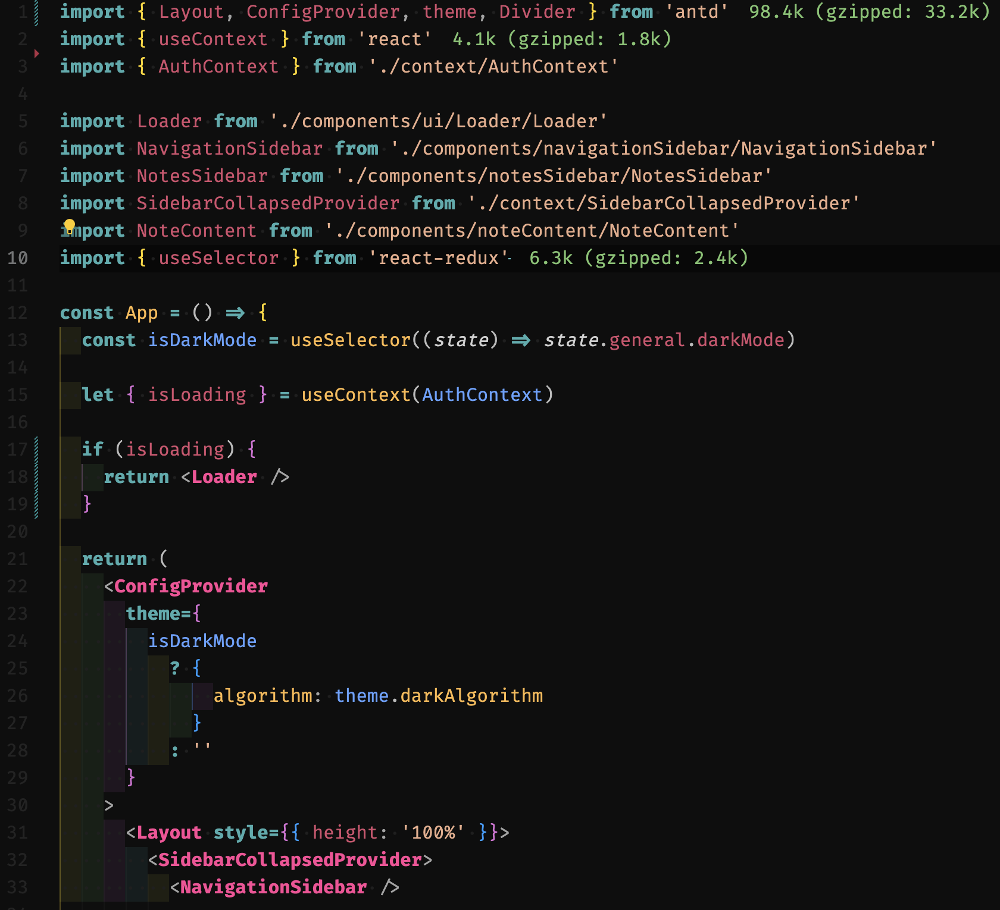 1 import { Layout, ConfigProvider, theme, Divider } from 'antd' 98.4k (gzipped: 33.2k)
2 import { useContext } from 'react' 4.1k (gzipped: 1.8k)
3 import { AuthContext } from './context/AuthContext'
4
5 import Loader from './components/ui/Loader/Loader'
6 import NavigationSidebar from './components/navigationSidebar/NavigationSidebar'
7 import NotesSidebar from './components/notesSidebar/NotesSidebar'
8 import SidebarCollapsedProvider from './context/SidebarCollapsedProvider'
9 import NoteContent from './components/noteContent/NoteContent'
10 import { useSelector } from 'react-redux' 6.3k (gzipped: 2.4k)
11
12 const App = () => {
13   const isDarkMode = useSelector((state) => state.general.darkMode)
14
15   let { isLoading } = useContext(AuthContext)
16
17   if (isLoading) {
18     return <Loader />
19   }
20
21   return (
22     <ConfigProvider
23       theme={
24         isDarkMode
25           ? {
26               algorithm: theme.darkAlgorithm
27             }
28           : ''
29       }
30     >
31       <Layout style={{ height: '100%' }}>
32         <SidebarCollapsedProvider>
33           <NavigationSidebar />